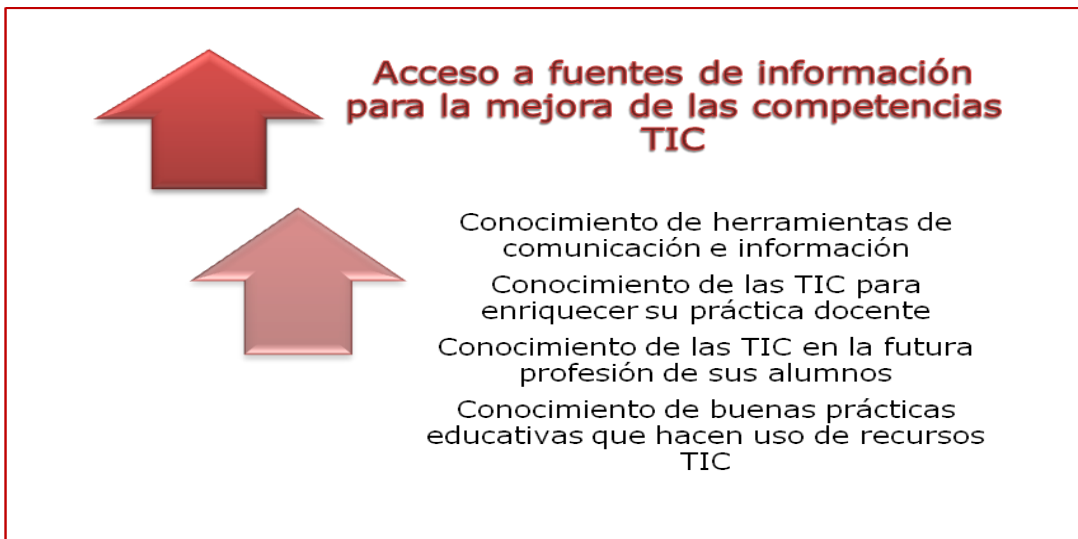 Acceso a fuentes de información
para la mejora de las competencias
TIC
Conocimiento de herramientas de
comunicación e información
Conocimiento de las TIC para
enriquecer su práctica docente
Conocimiento de las TIC en la futura
profesión de sus alumnos
Conocimiento de buenas prácticas
educativas que hacen uso de recursos
TIC